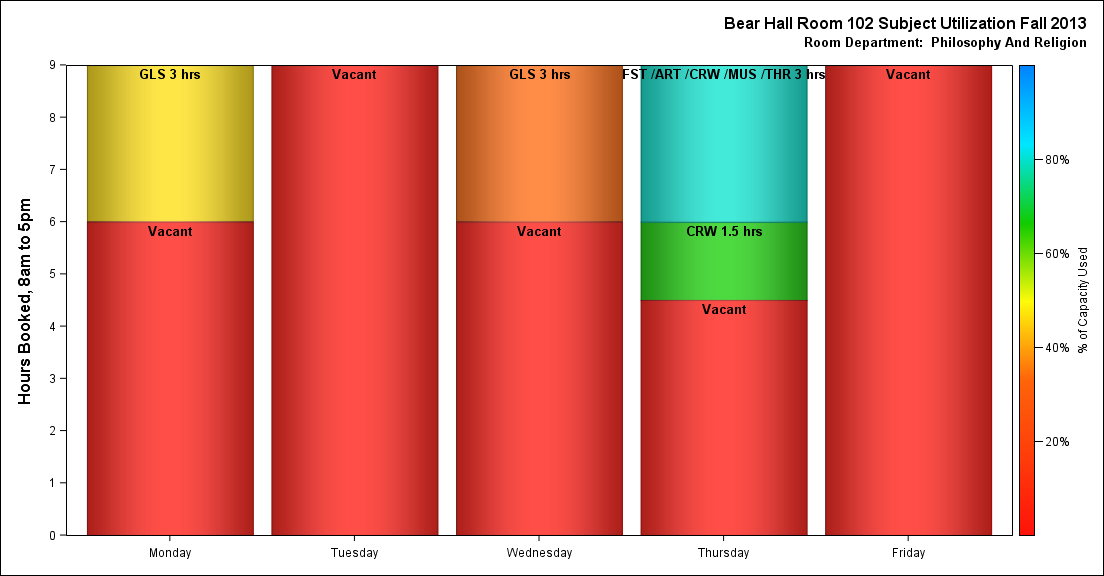 Bear Hall Room 102 Subject Utilization Fall 2013
Room Department:  Philosophy And Religion
Hours Booked, 8am to 5pm
9
8
7
6
5
4
3
2
1
0
GLS 3 hrs
Vacant
Vacant
GLS 3 hrs
Vacant
FST /ART /CRW /MUS /THR 3 hrs
CRW 1.5 hrs
Vacant
Vacant
Monday
Tuesday
Wednesday
Thursday
Friday
80%
60%
40%
20%
% of Capacity Used